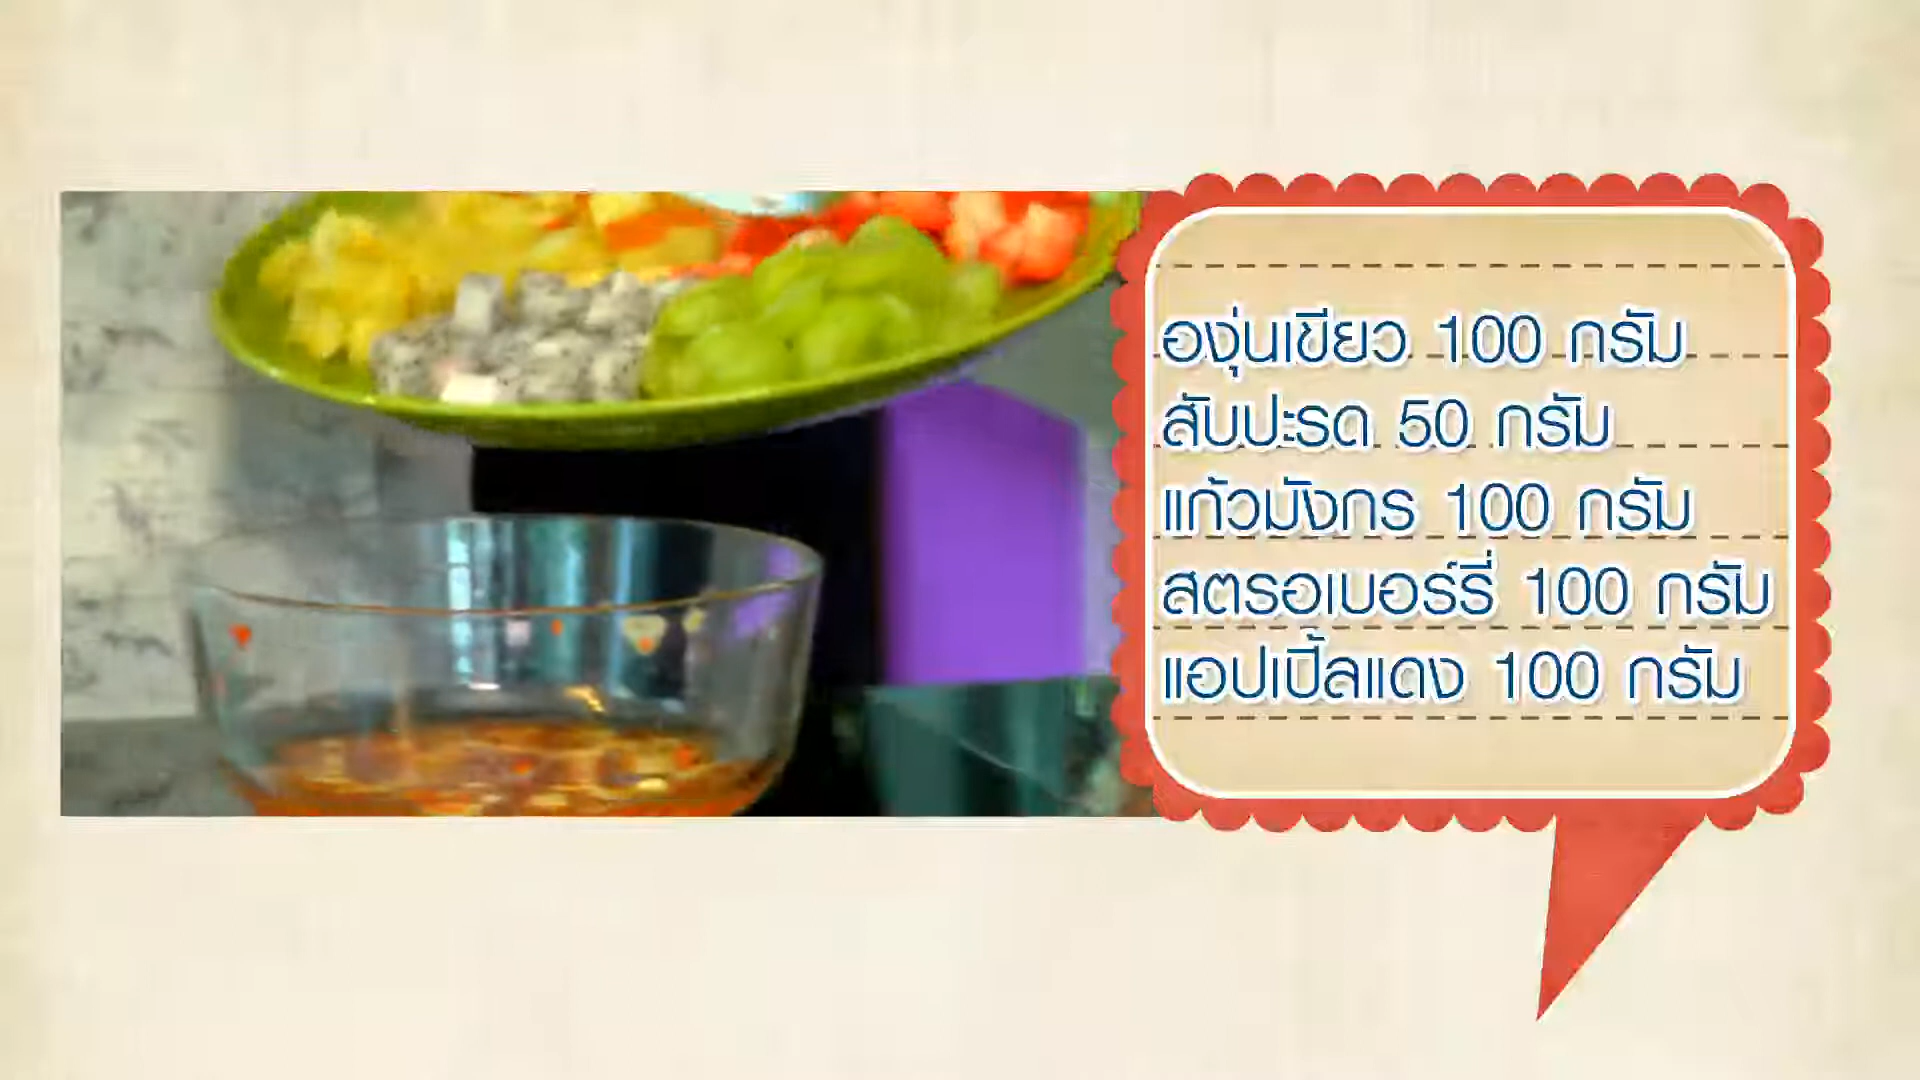 องุ่นเขียว 100 กรัม
สับปะรด 50 กรัม
แก้วมังกร 100 กรัม
สตรอเบอร์รี่ 100 กรัม
แอปเปิ้ลแดง 100 กรัม